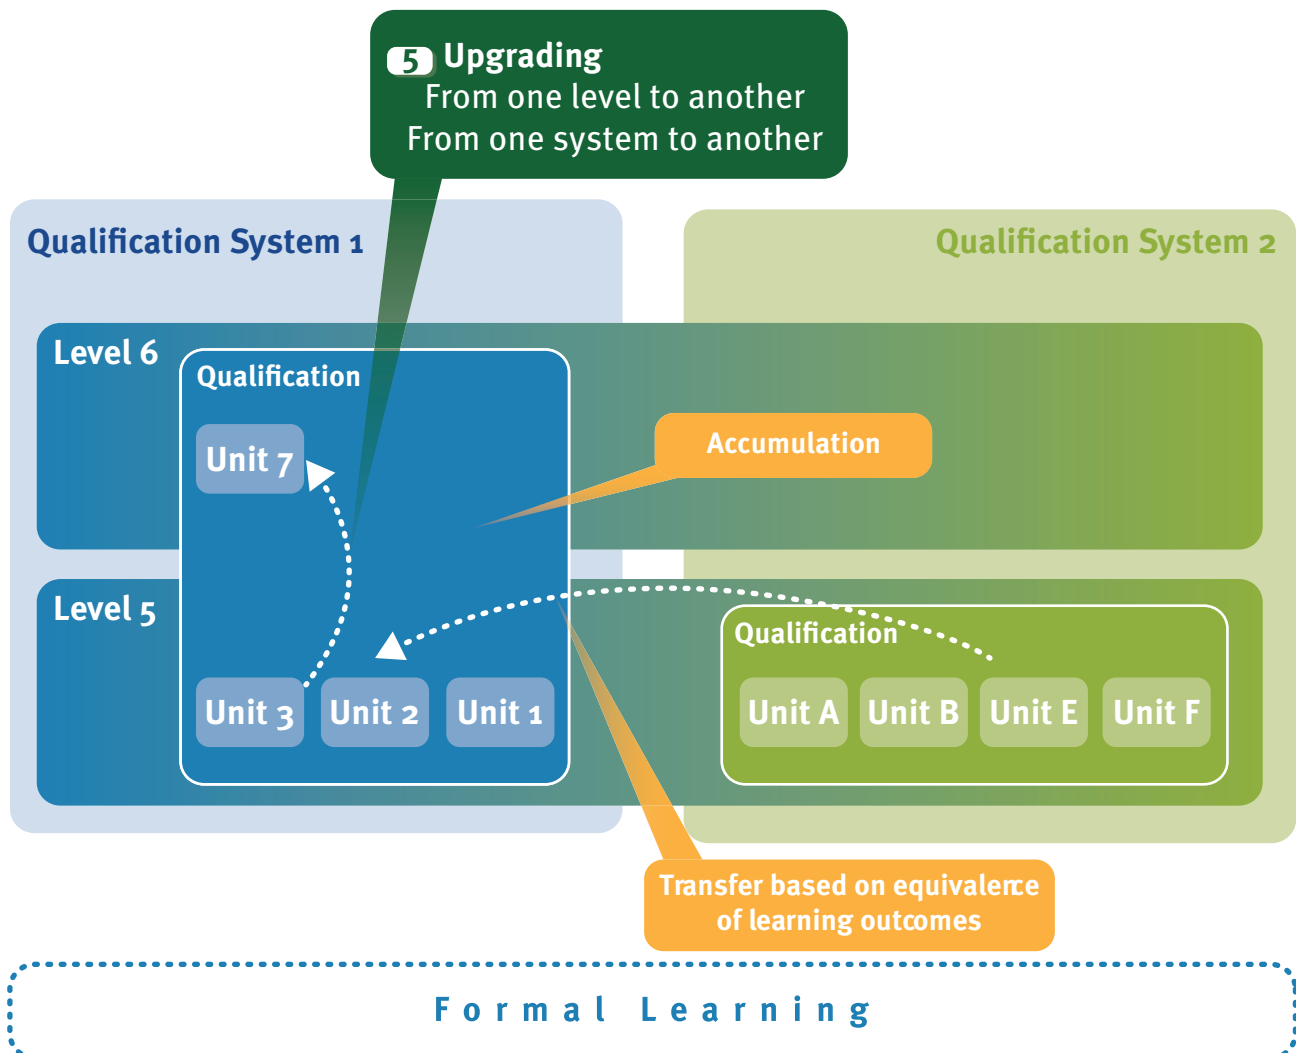 5 Upgrading
From one level to another
From one system to another
Qualification System 1
Qualification System 2
Level 6
Qualification
Unit 7
Accumulation
Level 5
Qualification
Unit 3
Unit 2
Unit 1
Unit A
Unit B
Unit E
Unit F
Transfer based on equivalence
of learning outcomes
Formal Learning